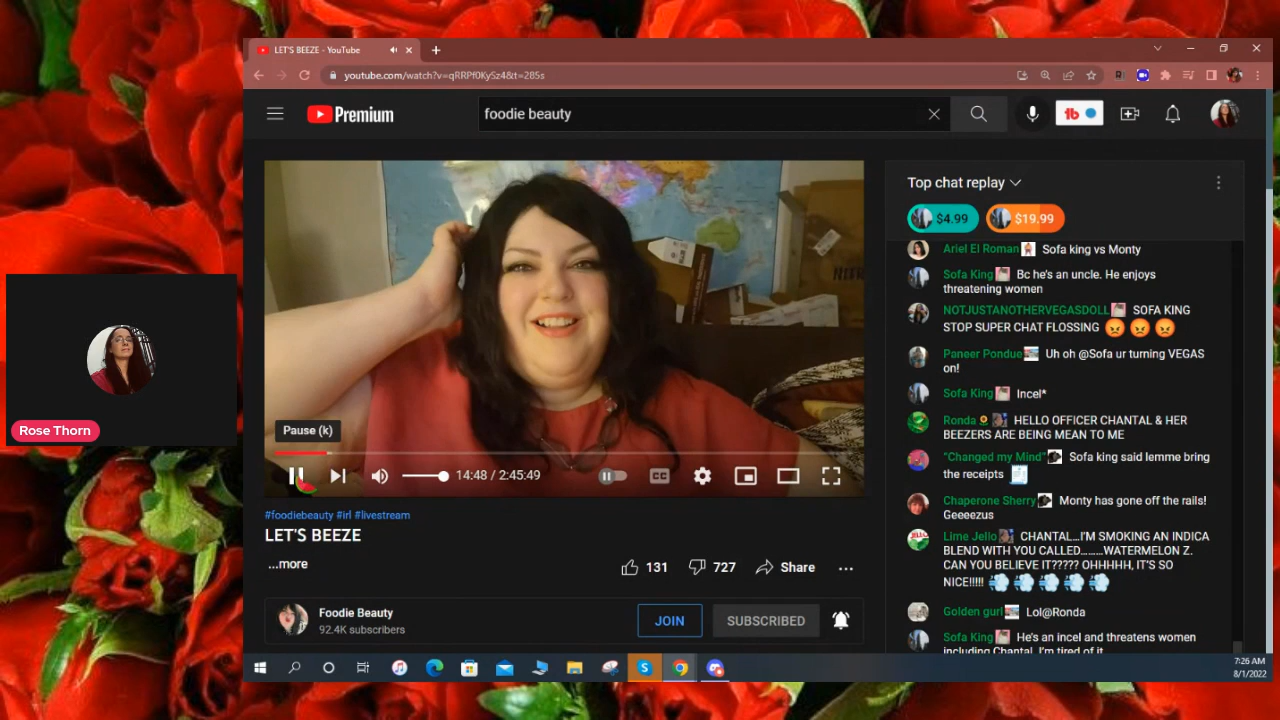 LET'S BEEZE - YouTube
youtube.com/watch?v=qRRPf0KySz4&t=285s
Premium
foodie beauty
Top chat replay
$4.99
$19.99
Ariel El Roman Sofa king vs Monty
Sofa King Bc he's an uncle. He enjoys
threatening women
NOTJUSTANOTHERVEGASDOLL SOFA KING
STOP SUPER CHAT FLOSSING
Paneer Pondue Uh oh @Sofa ur turning VEGAS
on!
Sofa King Incel*
Ronda HELLO OFFICER CHANTAL & HER
BEEZERS ARE BEING MEAN TO ME
"Changed my Mind" Sofa king said lemme bring
the receipts
Chaperone Sherry Monty has gone off the rails!
Geeeezus
Lime Jello CHANTAL...I'M SMOKING AN INDICA
BLEND WITH YOU CALLED.........WATERMELON Z.
CAN YOU BELIEVE IT????? OHHHHH, IT'S SO
NICE!!!!!
Golden gurl Lol@Ronda
Sofa King He's an incel and threatens women
including Chantal. I'm tired of it
Pause (k)
14:48 / 2:45:49
CC
#foodiebeauty #irl #livestream
LET'S BEEZE
...more
131
727
Share
Foodie Beauty
92.4K subscribers
JOIN
SUBSCRIBED
Rose Thorn
7:26 AM
8/1/2022